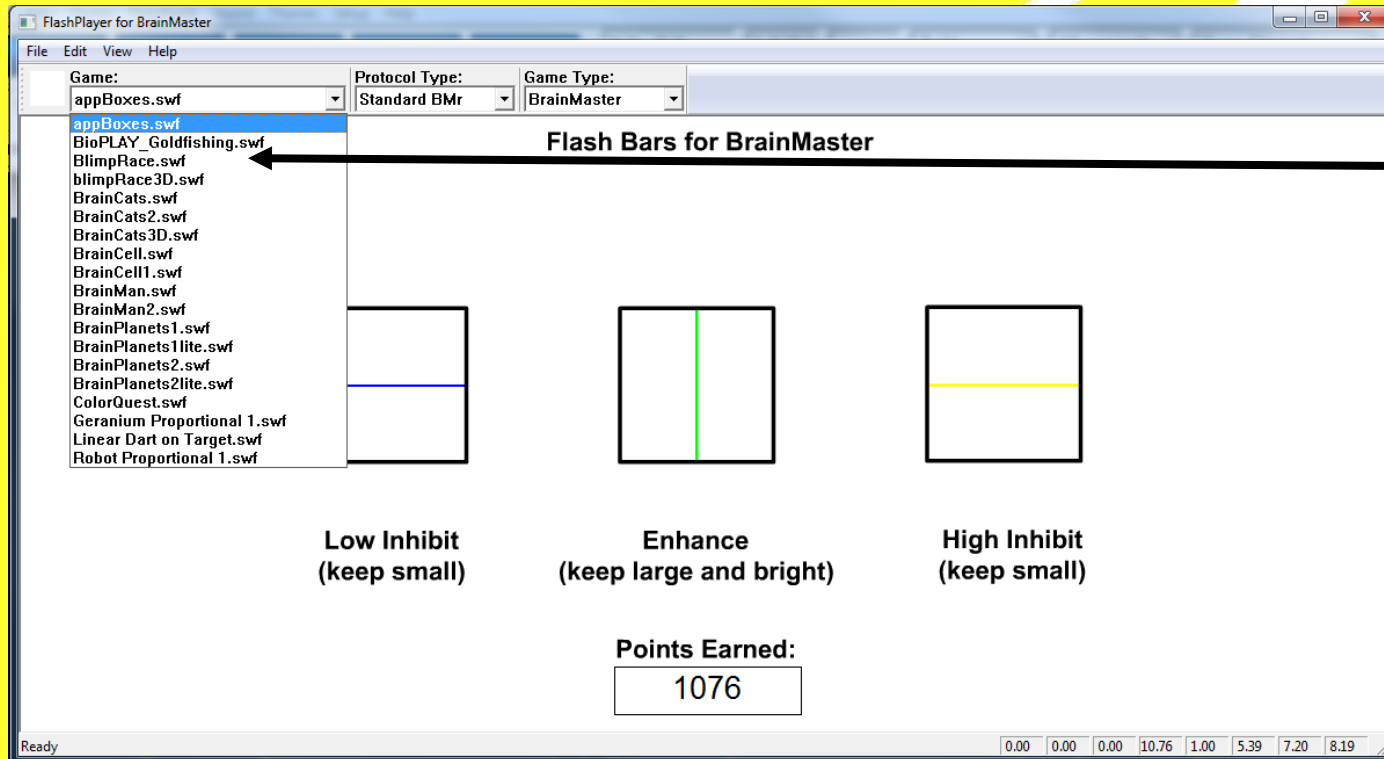 FlashPlayer for BrainMaster
File Edit View Help
Game: Protocol Type: Game Type:
appBoxes.swf Standard BMr BrainMaster
appBoxes.swf
BioPLAY_Goldfishing.swf
BlimpRace.swf
blimpRace3D.swf
BrainCats.swf
BrainCats2.swf
BrainCats3D.swf
BrainCell.swf
BrainCell1.swf
BrainMan.swf
BrainMan2.swf
BrainPlanets1.swf
BrainPlanets1lite.swf
BrainPlanets2.swf
BrainPlanets2lite.swf
ColorQuest.swf
Geranium Proportional 1.swf
Linear Dart on Target.swf
Robot Proportional 1.swf
Flash Bars for BrainMaster
Low Inhibit
(keep small)
Enhance
(keep large and bright)
High Inhibit
(keep small)
Points Earned:
1076
Ready 0.00 0.00 0.00 10.76 1.00 5.39 7.20 8.19